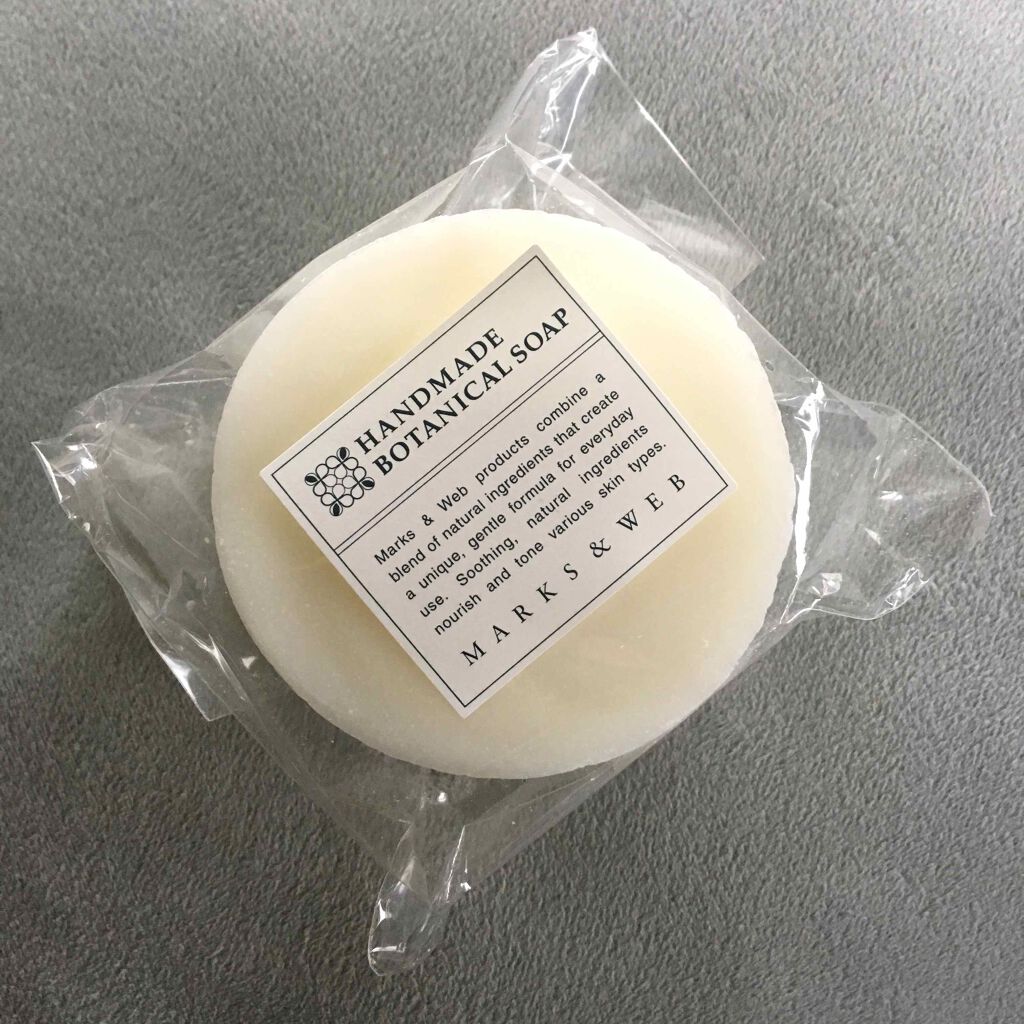 HANDMADE
BOTANICAL SOAP
Marks & Web products combine a
blend of natural ingredients that create
a unique, gentle formula for everyday
use. Soothing, natural ingredients
nourish and tone various skin types.
MARKS & WEB